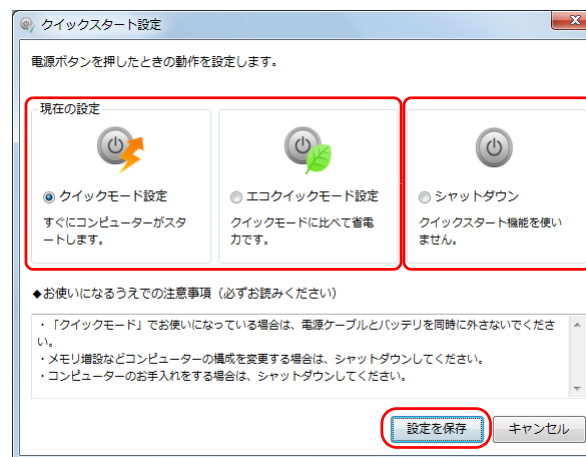 クイックスタート設定
電源ボタンを押したときの動作を設定します。
現在の設定
クイックモード設定
すぐにコンピューターがスタ
ートします。
エコクイックモード設定
クイックモードに比べて省電
力です。
シャットダウン
クイックスタート機能を使い
ません。
◆お使いになるうえでの注意事項（必ずお読みください）
・「クイックモード」でお使いになっている場合は、電源ケーブルとバッテリを同時に外さないでくださ
い。
・メモリ増設などコンピューターの構成を変更する場合は、シャットダウンしてください。
・コンピューターのお手入れをする場合は、シャットダウンしてください。
設定を保存
キャンセル